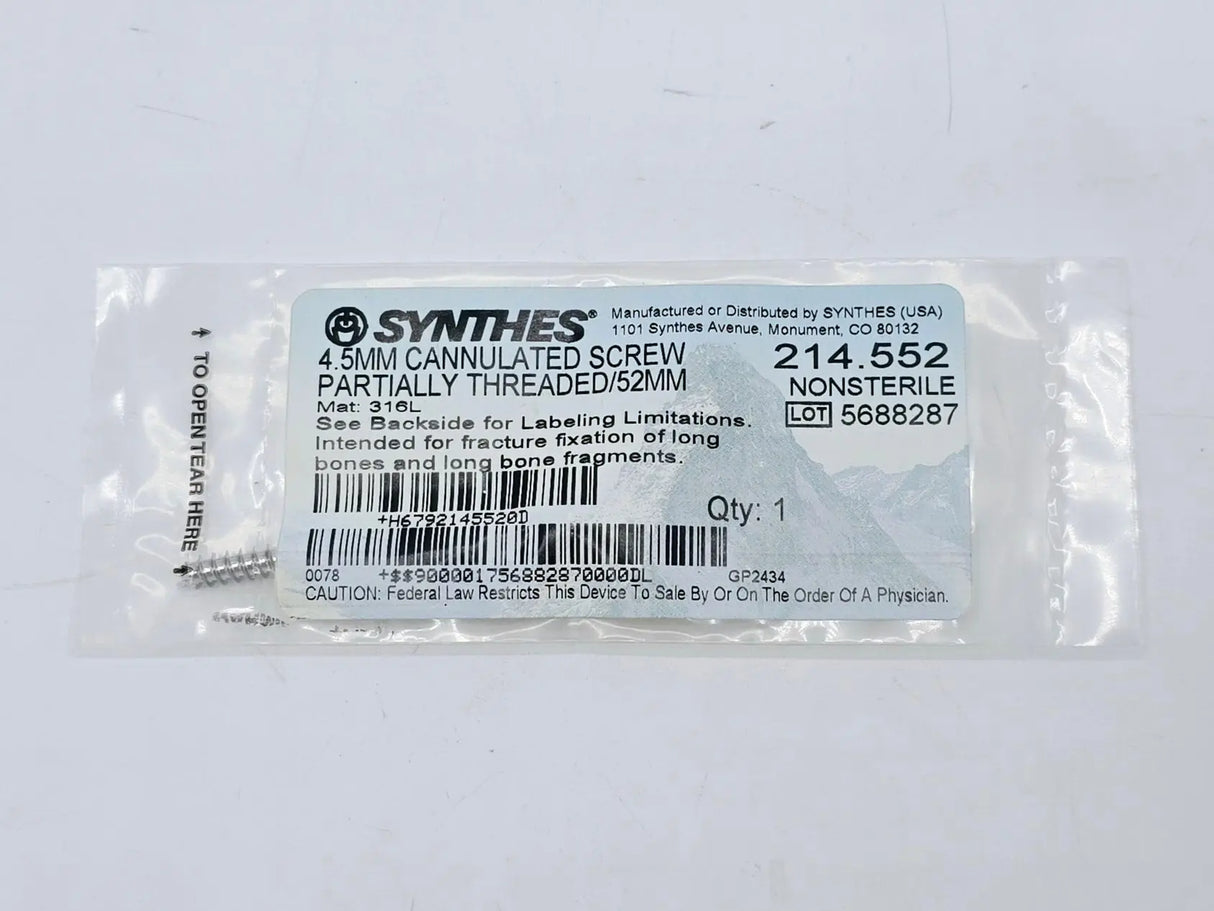 SYNTHES®
Manufactured or Distributed by SYNTHES (USA)
1101 Synthes Avenue, Monument, CO 80132
4.5MM CANNULATED SCREW
PARTIALLY THREADED/52MM
214.552
NONSTERILE
LOT 5688287
Mat: 316L
See Backside for Labeling Limitations.
Intended for fracture fixation of long
bones and long bone fragments.
Qty: 1
+H6792145520D
0078 +$$9000017568828700​00DL GP2434
CAUTION: Federal Law Restricts This Device To Sale By Or On The Order Of A Physician.
TO OPEN TEAR HERE